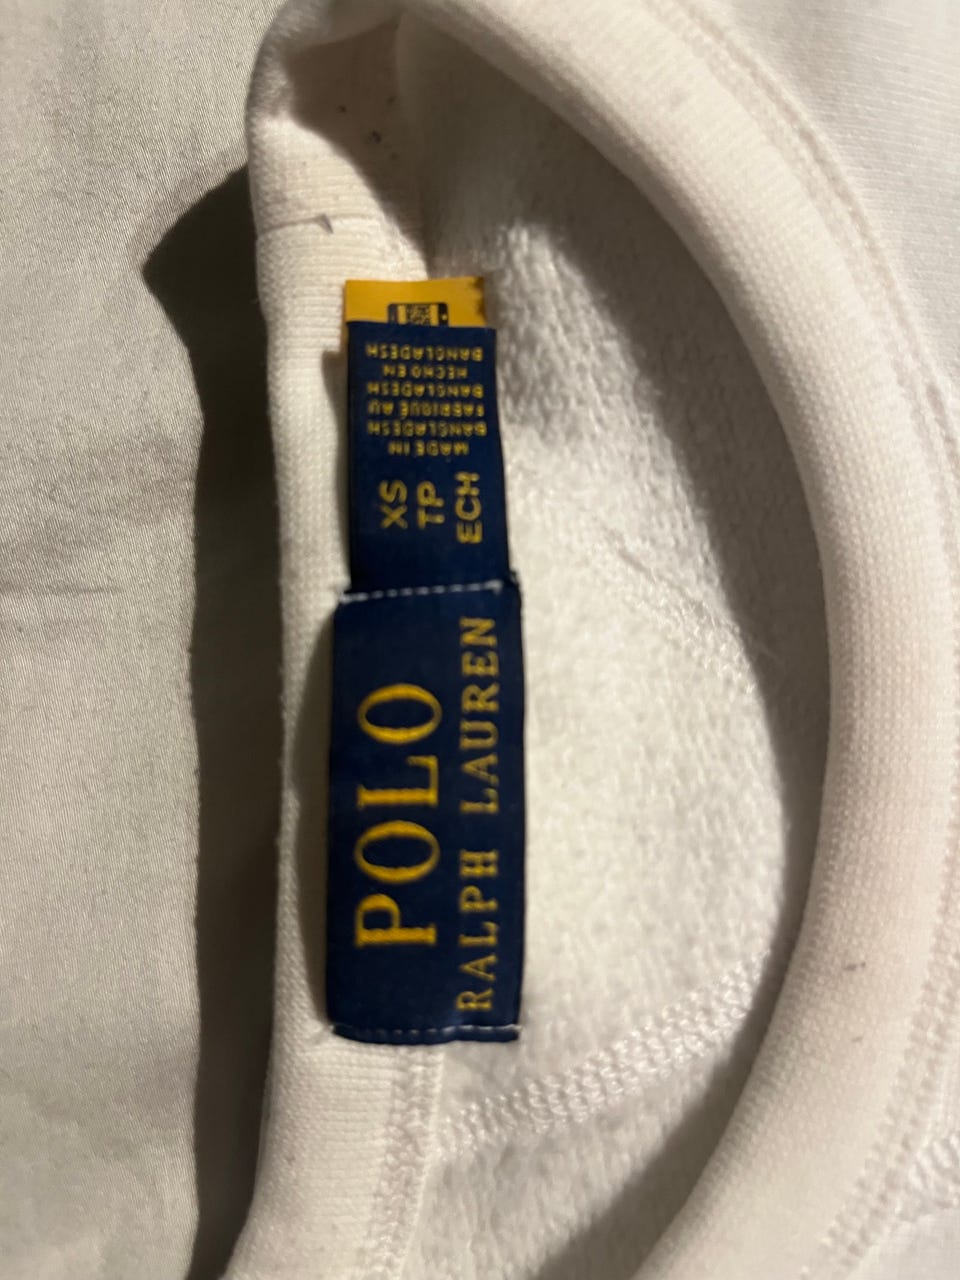 POLO
RALPH LAUREN
XS
TP
ECH
MADE IN
BANGLADESH
FABRIQUÉ AU
BANGLADESH
HECHO EN
BANGLADESH